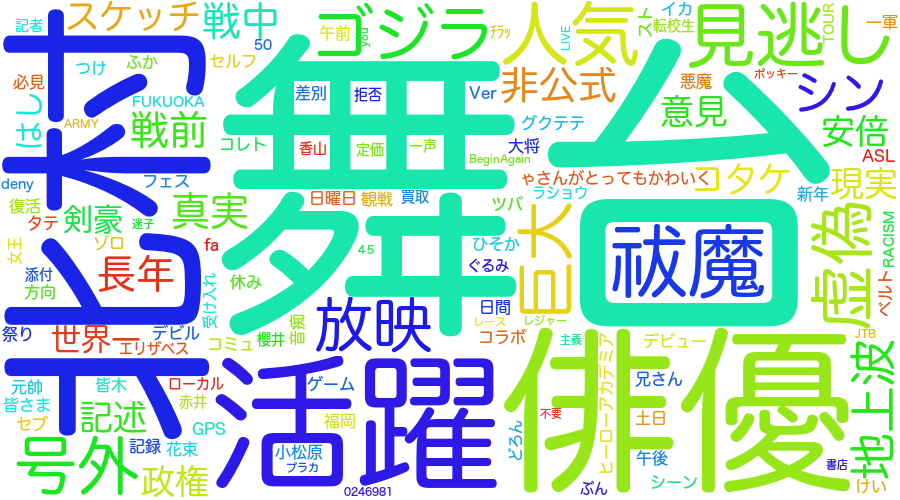 舞台
木村
わ
俳優
活躍
祓魔
ゴジラ
人気
見逃し
スケッチ
戦中
記者
50
午前
you
チラッ
LIVE
スト
イカ
転校生
TOUR
一軍
必見
つけ
ふか
セルフ
FUKUOKA
差別
拒否
Ver
非公式
悪魔
ポッキー
シン
はし
ARMY
戦前
コレト
香山
定価
一声
グクテテ
意見
安倍
大将
BeginAgain
ASL
deny
フェス
日曜日
観戦
買取
ゃさんがとってもかわいく
ラショウ
コタケ
新年
現実
復活
タテ
剣豪
迷子
真実
ツバ
巨大
虚偽
RACISM
女王
ゾロ
fa
45
ひそか
添付
方向
長年
休み
受け入れ
ぐるみ
日間
ベルト
祭り
世界一
デビル
エリザベス
コミュ
櫻井
音痴
放映
レース
レジャー
コラボ
主義
デビュー
JTB
元帥
皆木
ローカル
ゲーム
ヒーローアカデミア
兄さん
地上波
皆さま
セブ
記述
赤井
GPS
福岡
不要
土日
号外
記録
花束
小松原
ブラカ
どろん
午後
書店
政権
0246981
ぶん
シーン
けい